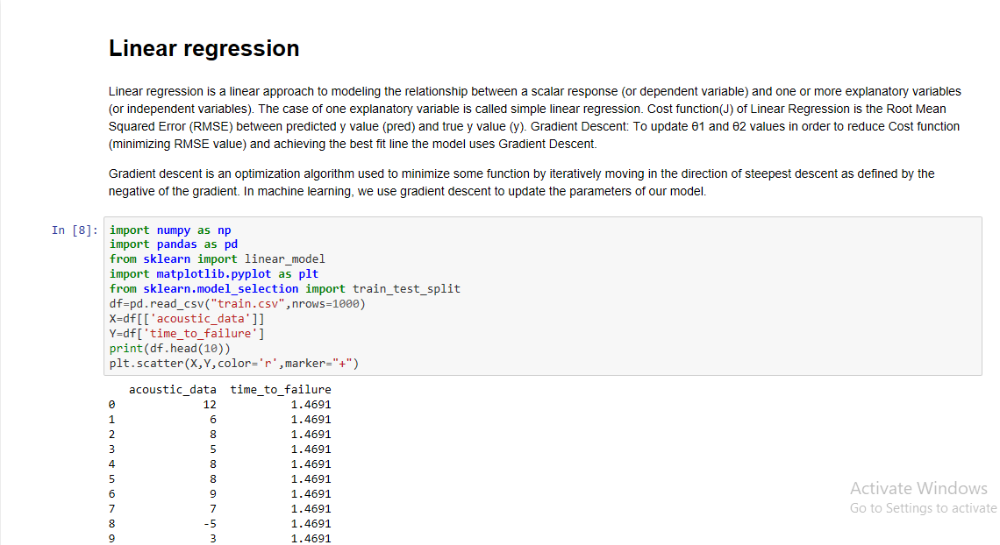 Linear regression
Linear regression is a linear approach to modeling the relationship between a scalar response (or dependent variable) and one or more explanatory variables
(or independent variables). The case of one explanatory variable is called simple linear regression. Cost function(J) of Linear Regression is the Root Mean
Squared Error (RMSE) between predicted y value (pred) and true y value (y). Gradient Descent: To update θ1 and θ2 values in order to reduce Cost function
(minimizing RMSE value) and achieving the best fit line the model uses Gradient Descent.
Gradient descent is an optimization algorithm used to minimize some function by iteratively moving in the direction of steepest descent as defined by the
negative of the gradient. In machine learning, we use gradient descent to update the parameters of our model.
In [8]: import numpy as np
import pandas as pd
from sklearn import linear_model
import matplotlib.pyplot as plt
from sklearn.model_selection import train_test_split
df=pd.read_csv("train.csv",nrows=1000)
X=df[['acoustic_data']]
Y=df['time_to_failure']
print(df.head(10))
plt.scatter(X,Y,color='r',marker="+")
acoustic_data time_to_failure
0 12 1.4691
1 6 1.4691
2 8 1.4691
3 5 1.4691
4 8 1.4691
5 8 1.4691
6 9 1.4691
7 7 1.4691
8 -5 1.4691
9 3 1.4691
Activate Windows
Go to Settings to activate